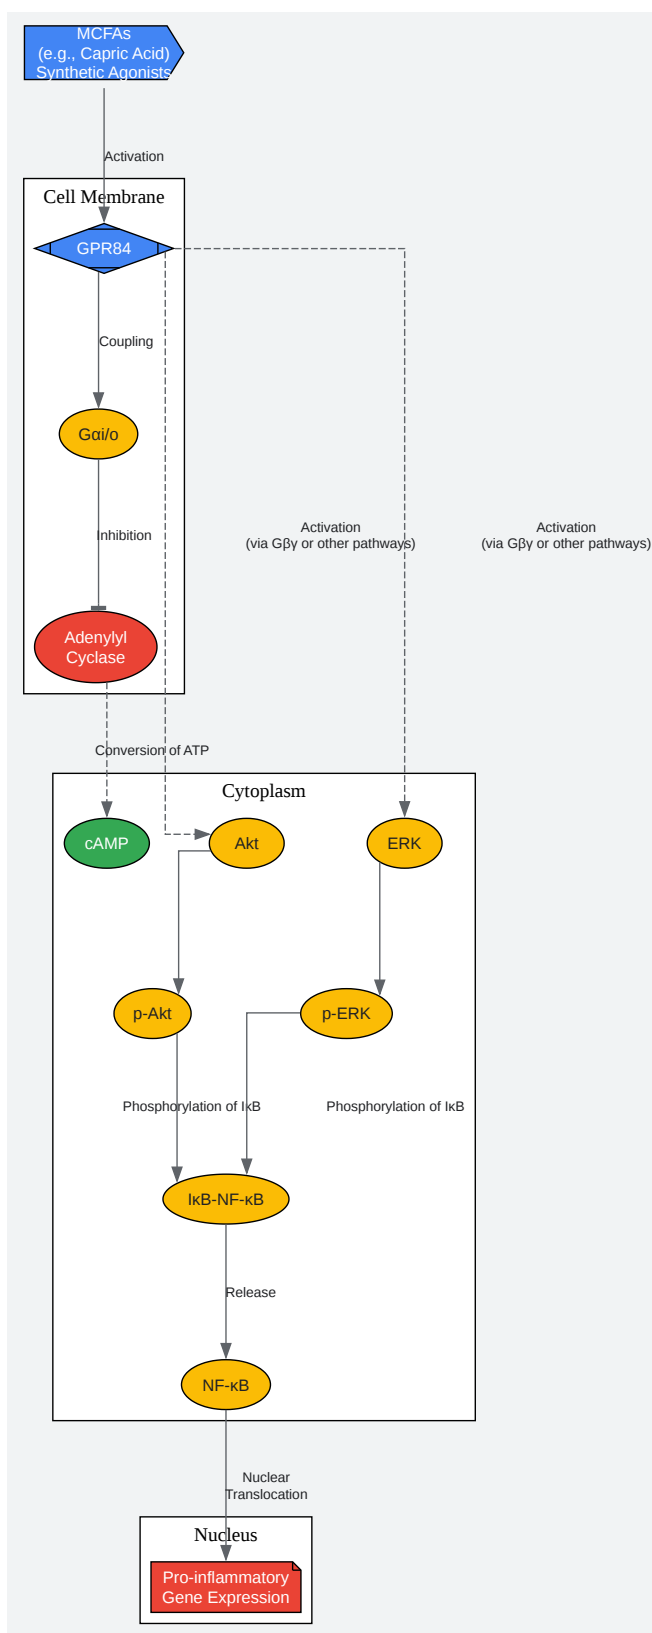 MCFAs
(e.g., Capric Acid)
Synthetic Agonists
Activation
Cell Membrane
GPR84
Coupling
Gαi/o
Activation
(via Gβγ or other pathways)
Activation
(via Gβγ or other pathways)
Inhibition
Adenylyl
Cyclase
Conversion of ATP
Cytoplasm
cAMP
Akt
ERK
p-Akt
p-ERK
Phosphorylation of IκB
Phosphorylation of IκB
IκB-NF-κB
Release
NF-κB
Nuclear
Translocation
Nucleus
Pro-inflammatory
Gene Expression